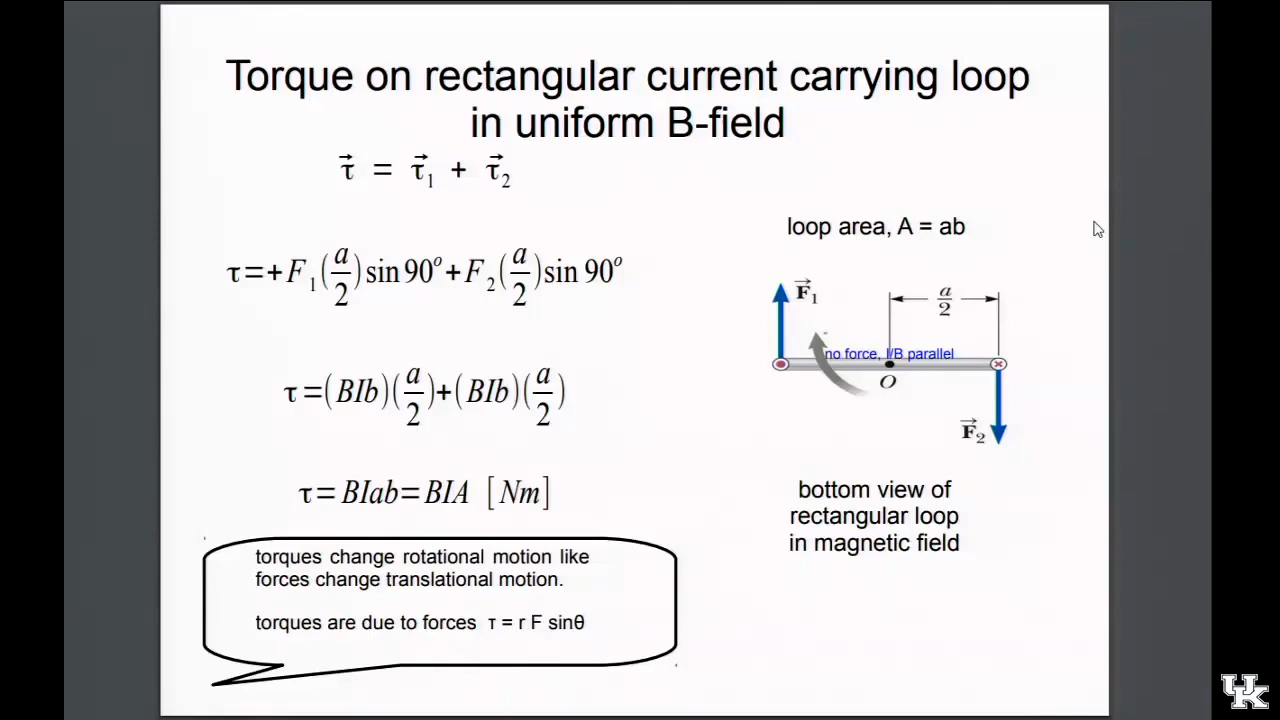 Torque on rectangular current carrying loop
in uniform B-field
τ⃗ = τ⃗₁ + τ⃗₂
τ=+F₁(a/2)sin 90°+F₂(a/2)sin 90°
τ=(BIb)(a/2)+(BIb)(a/2)
τ=BIab=BIA [Nm]
torques change rotational motion like
forces change translational motion.
torques are due to forces τ = r F sinθ
loop area, A = ab
F⃗₁
a/2
no force, I/B parallel
O
F⃗₂
bottom view of
rectangular loop
in magnetic field
UK